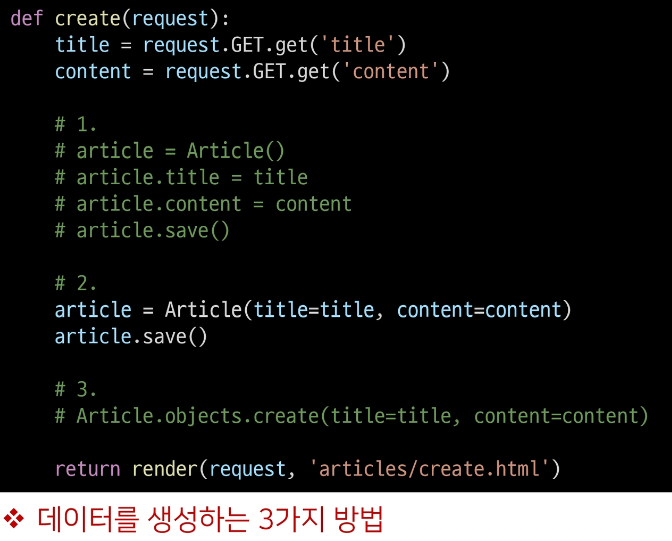 def create(request):
    title = request.GET.get('title')
    content = request.GET.get('content')

    # 1.
    # article = Article()
    # article.title = title
    # article.content = content
    # article.save()

    # 2.
    article = Article(title=title, content=content)
    article.save()

    # 3.
    # Article.objects.create(title=title, content=content)

    return render(request, 'articles/create.html')
❖ 데이터를 생성하는 3가지 방법